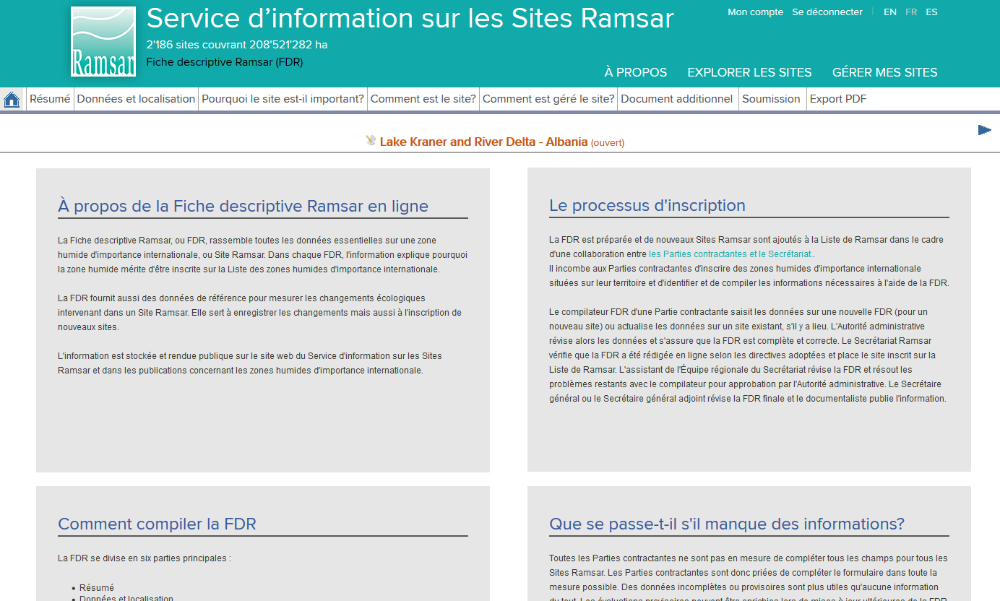 Ramsar
Service d’information sur les Sites Ramsar
2'186 sites couvrant 208'521'282 ha
Fiche descriptive Ramsar (FDR)
Mon compte Se déconnecter | EN FR ES
À PROPOS EXPLORER LES SITES GÉRER MES SITES
Résumé Données et localisation Pourquoi le site est-il important? Comment est le site? Comment est géré le site? Document additionnel Soumission Export PDF
Lake Kraner and River Delta - Albania (ouvert)
À propos de la Fiche descriptive Ramsar en ligne
La Fiche descriptive Ramsar, ou FDR, rassemble toutes les données essentielles sur une zone
humide d'importance internationale, ou Site Ramsar. Dans chaque FDR, l'information explique pourquoi
la zone humide mérite d'être inscrite sur la Liste des zones humides d'importance internationale.
La FDR fournit aussi des données de référence pour mesurer les changements écologiques
intervenant dans un Site Ramsar. Elle sert à enregistrer les changements mais aussi à l'inscription de
nouveaux sites.
L'information est stockée et rendue publique sur le site web du Service d'information sur les Sites
Ramsar et dans les publications concernant les zones humides d'importance internationale.
Le processus d'inscription
La FDR est préparée et de nouveaux Sites Ramsar sont ajoutés à la Liste de Ramsar dans le cadre
d'une collaboration entre les Parties contractantes et le Secrétariat..
Il incombe aux Parties contractantes d'inscrire des zones humides d'importance internationale
situées sur leur territoire et d'identifier et de compiler les informations nécessaires à l'aide de la FDR.
Le compilateur FDR d'une Partie contractante saisit les données sur une nouvelle FDR (pour un
nouveau site) ou actualise les données sur un site existant, s'il y a lieu. L'Autorité administrative
révise alors les données et s'assure que la FDR est complète et correcte. Le Secrétariat Ramsar
vérifie que la FDR a été rédigée en ligne selon les directives adoptées et place le site inscrit sur la
Liste de Ramsar. L'assistant de l'Équipe régionale du Secrétariat révise la FDR et résout les
problèmes restants avec le compilateur pour approbation par l'Autorité administrative. Le Secrétaire
général ou le Secrétaire général adjoint révise la FDR finale et le documentaliste publie l'information.
Comment compiler la FDR
La FDR se divise en six parties principales :
• Résumé
• Données et localisation
Que se passe-t-il s'il manque des informations?
Toutes les Parties contractantes ne sont pas en mesure de compléter tous les champs pour tous les
Sites Ramsar. Les Parties contractantes sont donc priées de compléter le formulaire dans toute la
mesure possible. Des données incomplètes ou provisoires sont plus utiles qu'aucune information
du tout. Les évaluations provisoires peuvent être enrichies lors de mises à jour ultérieures de la FDR